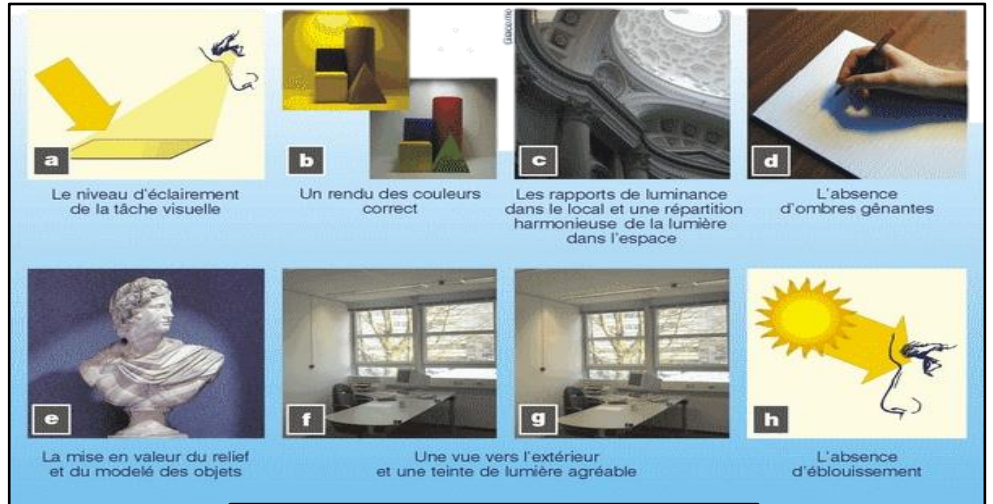 Giacomo
a
b
c
d
Le niveau d'éclairement
de la tâche visuelle
Un rendu des couleurs
correct
Les rapports de luminance
dans le local et une répartition
harmonieuse de la lumière
dans l'espace
L'absence
d'ombres gênantes
e
f
g
h
La mise en valeur du relief
et du modelé des objets
Une vue vers l'extérieur
et une teinte de lumière agréable
L'absence
d'éblouissement